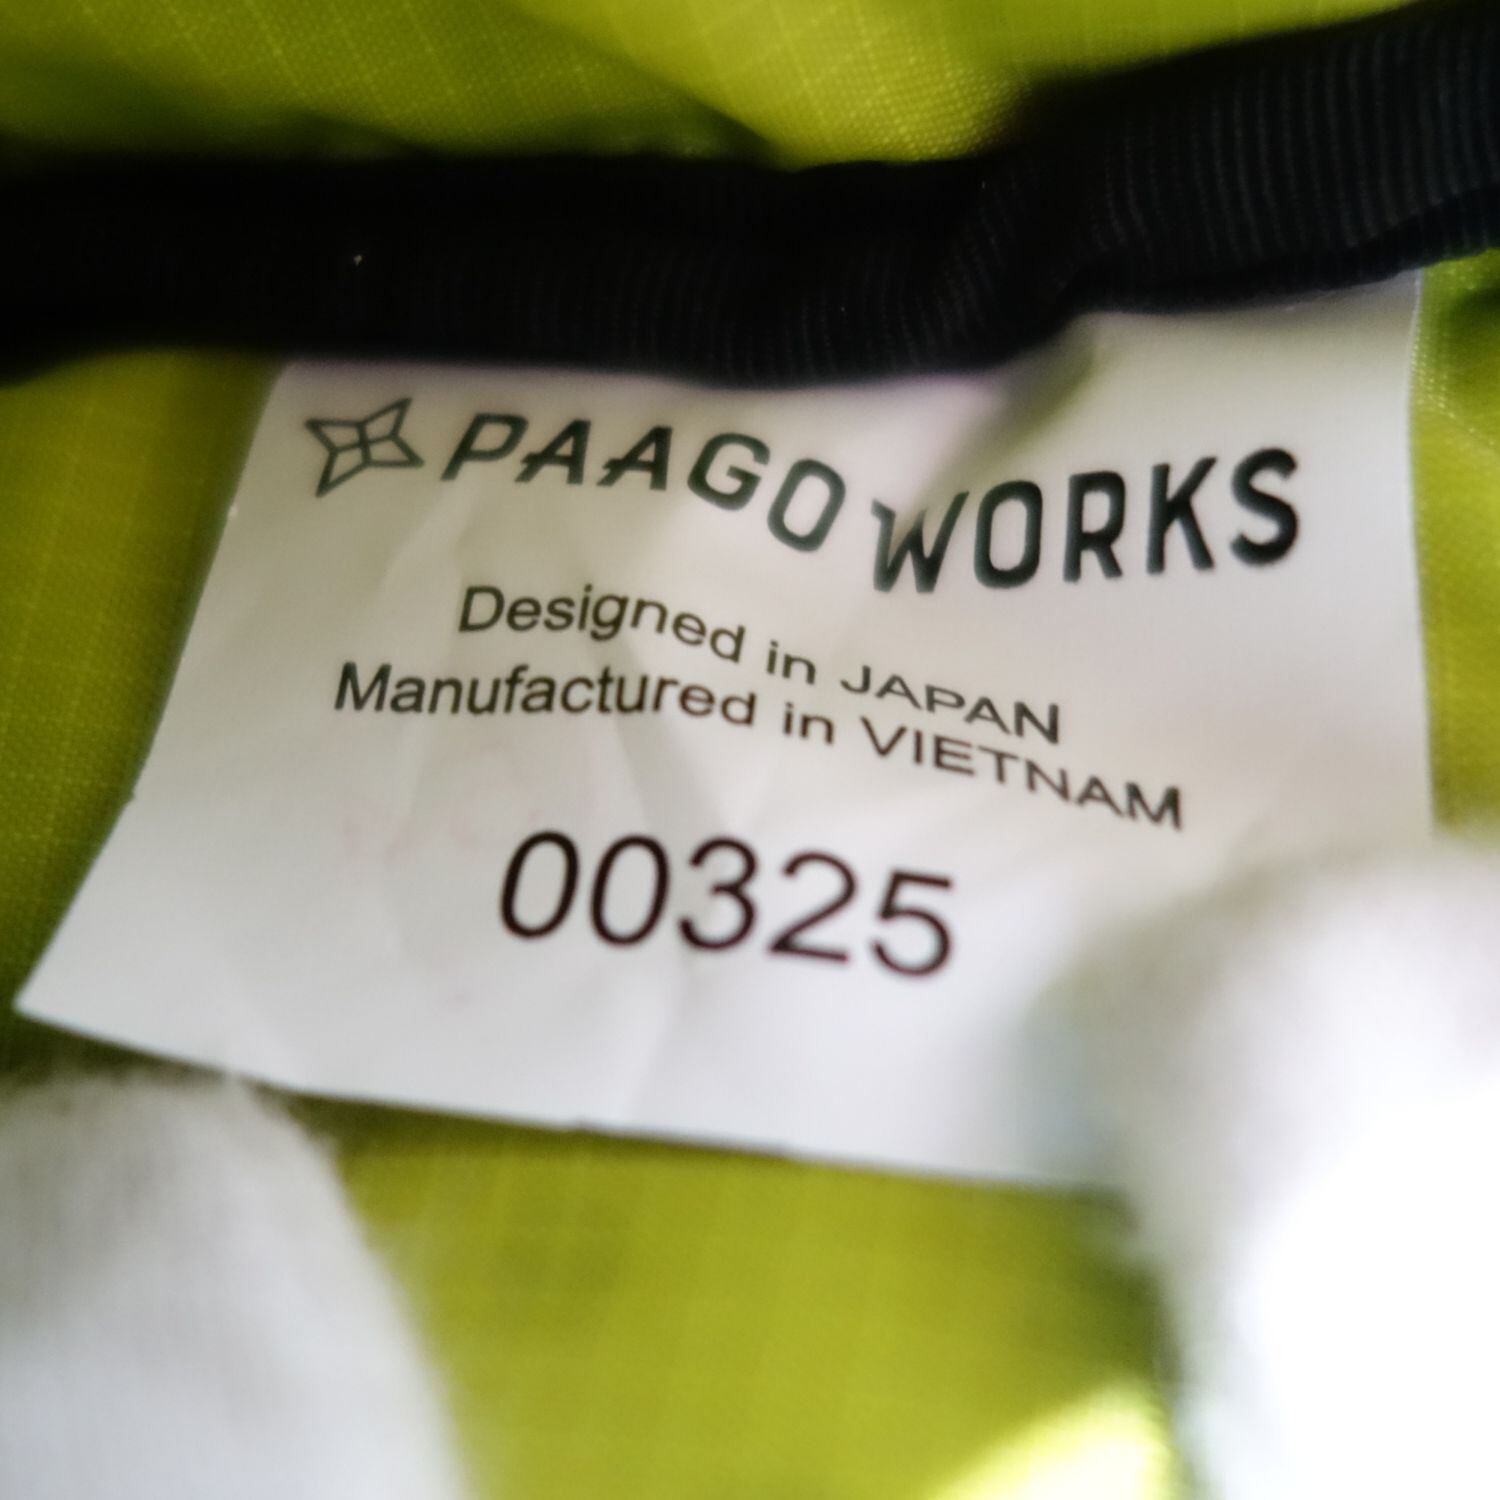 PAAGO WORKS
Designed in JAPAN
Manufactured in VIETNAM
00325